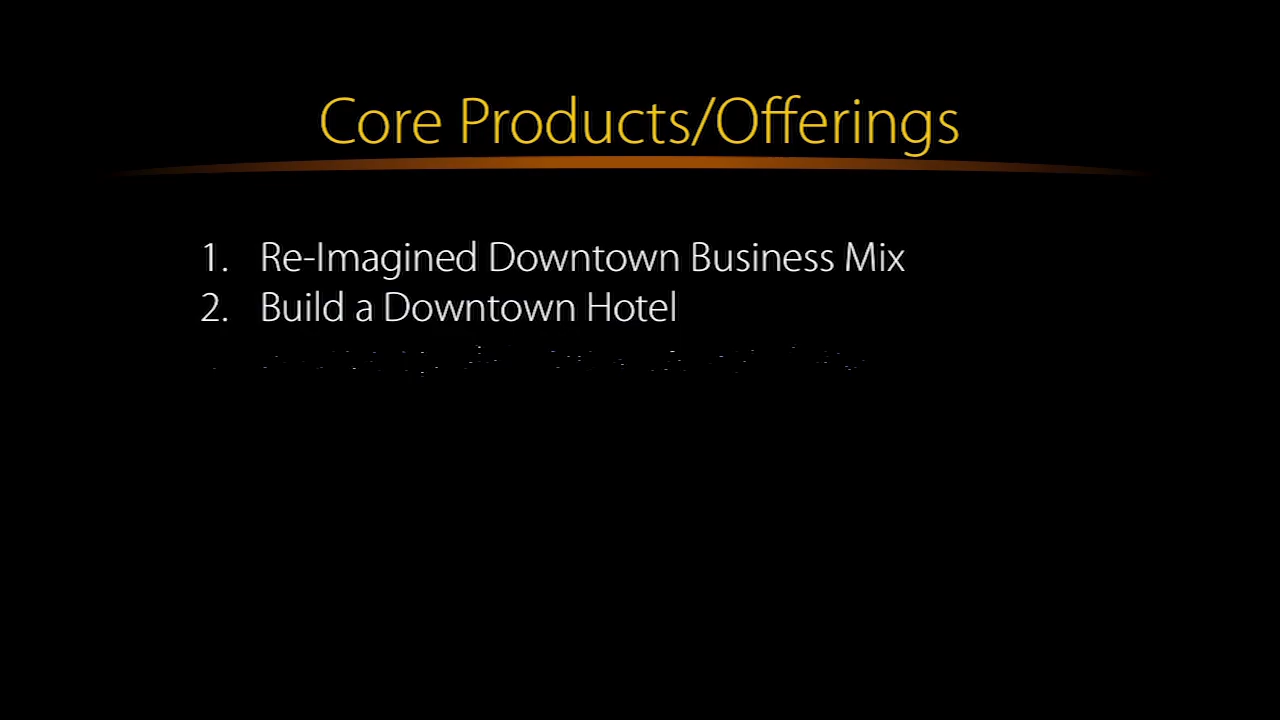 Core Products/Offerings
1. Re-Imagined Downtown Business Mix
2. Build a Downtown Hotel